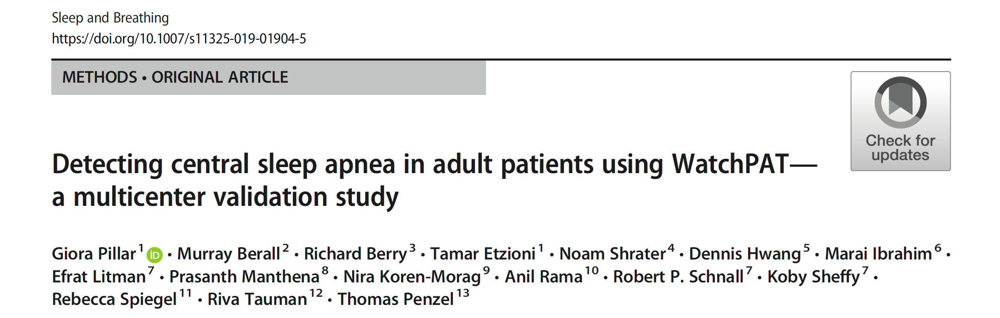 Sleep and Breathing
https://doi.org/10.1007/s11325-019-01904-5
METHODS • ORIGINAL ARTICLE
Check for
updates
Detecting central sleep apnea in adult patients using WatchPAT—
a multicenter validation study
Giora Pillar 1 iD • Murray Berall 2 • Richard Berry 3 • Tamar Etzioni 1 • Noam Shrater 4 • Dennis Hwang 5 • Marai Ibrahim 6 •
Efrat Litman 7 • Prasanth Manthena 8 • Nira Koren-Morag 9 • Anil Rama 10 • Robert P. Schnall 7 • Koby Sheffy 7 •
Rebecca Spiegel 11 • Riva Tauman 12 • Thomas Penzel 13